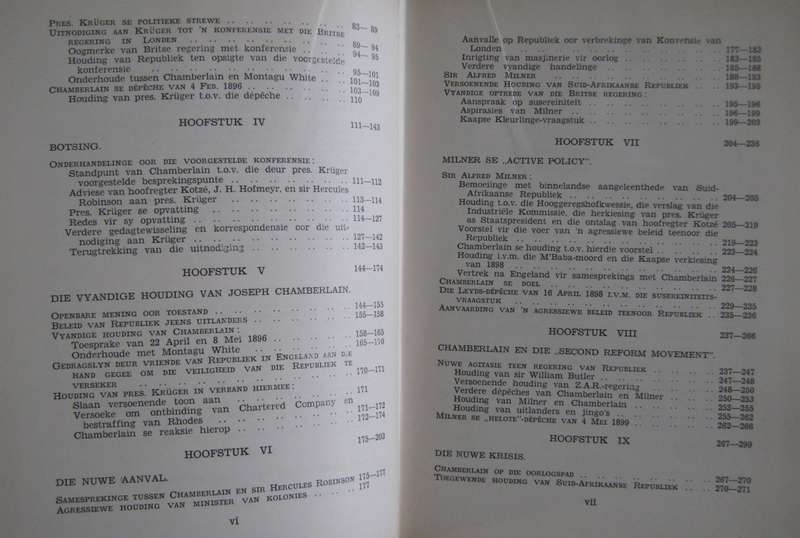 PRES. KRÜGER SE POLITIEKE STREWE .. .. .. .. .. .. .. 83— 89
UITNODIGING AAN KRÜGER TOT 'N KONFERENSIE MET DIE BRITSE
REGERING IN LONDEN .. .. .. .. .. .. .. 89— 94
Oogmerke van Britse regering met konferensie .. .. .. 94— 95
Houding van Republiek ten opsigte van die voorgestelde
konferensie .. .. .. .. .. .. .. 95—101
Onderhoude tussen Chamberlain en Montagu White .. .. 101—103
CHAMBERLAIN SE DÉPÊCHE VAN 4 FEB. 1896 .. .. .. .. 103—109
Houding van pres. Krüger t.o.v. die dépêche .. .. .. 110
HOOFSTUK IV 111—143
BOTSING.
ONDERHANDELINGE OOR DIE VOORGESTELDE KONFERENSIE:
Standpunt van Chamberlain t.o.v. die deur pres. Krüger
voorgestelde besprekingspunte .. .. .. .. .. 111—112
Adviese van hoofregter Kotzé, J. H. Hofmeyr, en sir Hercules
Robinson aan pres. Krüger .. .. .. .. .. 113—114
Pres. Krüger se opvatting .. .. .. .. .. 114
Redes vir sy opvatting .. .. .. .. .. 114—127
Verdere gedagtewisseling en korrespondensie oor die uit-
nodiging aan Krüger .. .. .. .. .. 127—142
Terugtrekking van die uitnodiging .. .. .. .. 142—143
HOOFSTUK V 144—174
DIE VYANDIGE HOUDING VAN JOSEPH CHAMBERLAIN.
OPENBARE MENING OOR TOESTAND .. .. .. .. .. 144—155
BELEID VAN REPUBLIEK JEENS UITLANDERS .. .. .. .. 155—158
VYANDIGE HOUDING VAN CHAMBERLAIN:
Toesprake van 22 April en 8 Mei 1896 .. .. .. .. 158—165
Onderhoude met Montagu White .. .. .. .. 165—170
GEDRAGSLYN DEUR VRIENDE VAN REPUBLIEK IN ENGELAND AAN DIE
HAND GEGEE OM DIE VEILIGHEID VAN DIE REPUBLIEK TE
VERSEKER .. .. .. .. .. .. 170—171
HOUDING VAN PRES. KRÜGER IN VERBAND HIERMEE:
Slaan versoenende toon aan .. .. .. .. 171
Versoeke om ontbinding van Chartered Company en
bestraffing van Rhodes .. .. .. .. 171—172
Chamberlain se reaksie hierop .. .. .. .. 172—174
HOOFSTUK VI 175—203
DIE NUWE AANVAL.
SAMESPREKINGE TUSSEN CHAMBERLAIN EN SIR HERCULES ROBINSON 175—177
AGRESSIEWE HOUDING VAN MINISTER VAN KOLONIES .. .. .. 177
vi
Aanvalle op Republiek oor verbrekinge van Konvensie van
Londen .. .. .. .. .. .. .. 177—183
Inrigting van masjinerie vir oorlog .. .. .. .. 183—185
Verdere vyandige handelinge .. .. .. .. 185—188
SIR ALFRED MILNER .. .. .. .. .. .. 188—193
VERSOENENDE HOUDING VAN SUID-AFRIKAANSE REPUBLIEK .. .. 193—195
VYANDIGE OPTREDE VAN DIE BRITSE REGERING:
Aanspraak op susereiniteit .. .. .. .. .. 195—196
Aspirasies van Milner .. .. .. .. .. 196—199
Kaapse Kleurlinge-vraagstuk .. .. .. .. .. 199—203
HOOFSTUK VII 204—236
MILNER SE „ACTIVE POLICY”.
SIR ALFRED MILNER:
Bemoeiinge met binnelandse aangeleenthede van Suid-
Afrikaanse Republiek .. .. .. .. .. 204—205
Houding t.o.v. die Hooggeregshofkwessie, die verslag van die
Industriële Kommissie, die herkiesing van pres. Krüger
as Staatspresident en die ontslag van hoofregter Kotzé 205—219
Voorstel vir die voer van 'n agressiewe beleid teenoor die
Republiek .. .. .. .. .. .. 219—223
Chamberlain se houding t.o.v. hierdie voorstel .. .. .. 223—224
Houding i.v.m. die M'Baba-moord en die Kaapse verkiesing
van 1898 .. .. .. .. .. .. 224—226
Vertrek na Engeland vir samesprekings met Chamberlain 226—227
CHAMBERLAIN SE DOEL .. .. .. .. .. .. 227—228
DIE LEYDS-DÉPÊCHE VAN 16 APRIL 1898 I.V.M. DIE SUSEREINITEITS-
VRAAGSTUK .. .. .. .. .. .. 229—235
AANVAARDING VAN 'N AGRESSIEWE BELEID TEENOOR REPUBLIEK .. 235—236
HOOFSTUK VIII 237—266
CHAMBERLAIN EN DIE „SECOND REFORM MOVEMENT”.
NUWE AGITASIE TEEN REGERING VAN REPUBLIEK .. .. .. 237—247
Houding van sir William Butler .. .. .. .. 247—248
Versoenende houding van Z.A.R.-regering .. .. .. 248—250
Verdere dépêches van Chamberlain en Milner .. .. .. 250—253
Houding van Milner en Chamberlain .. .. .. .. 253—255
Houding van uitlanders en jingo's .. .. .. .. 255—262
MILNER SE „HELOTE”-DÉPÊCHE VAN 4 MEI 1899 .. .. .. 262—266
HOOFSTUK IX 267—299
DIE NUWE KRISIS.
CHAMBERLAIN OP DIE OORLOGSPAD .. .. .. .. .. 267—270
TOEGEWENDE HOUDING VAN SUID-AFRIKAANSE REPUBLIEK .. .. 270—271
vii